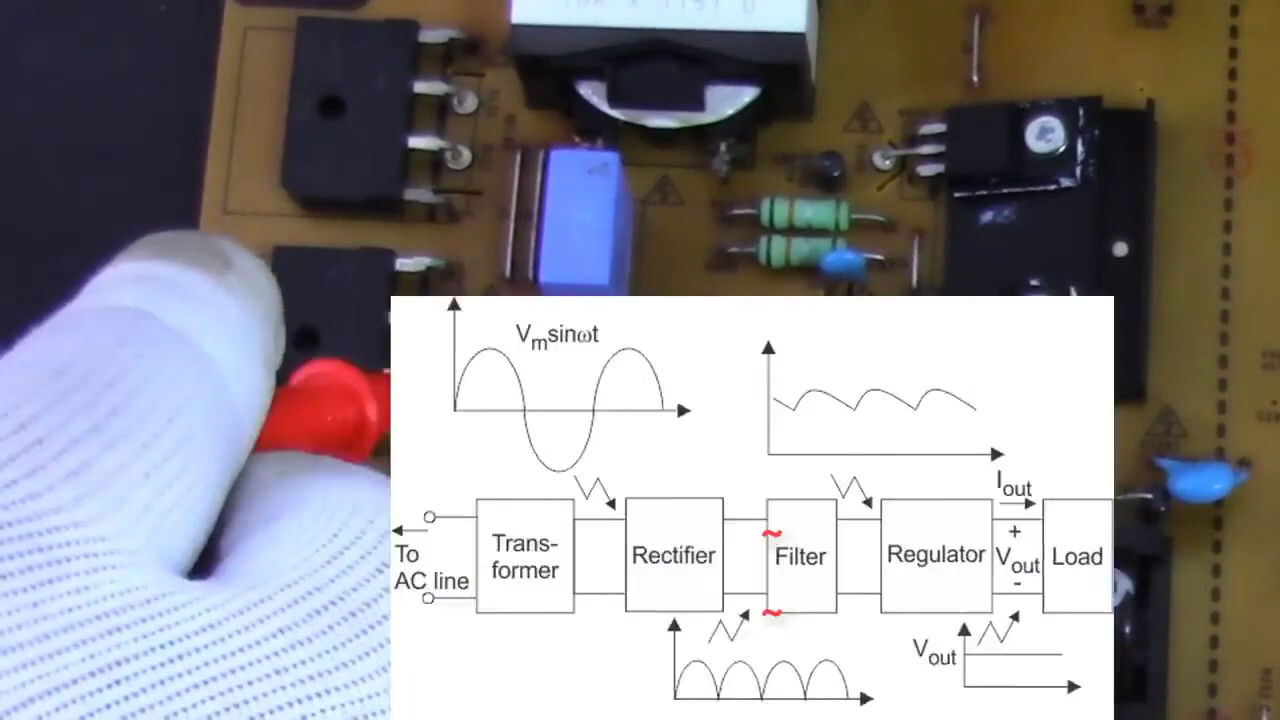 Vmsinωt
Iout
To
AC line
Trans-
former
Rectifier
Filter
Regulator
+
Vout
-
Load
Vout